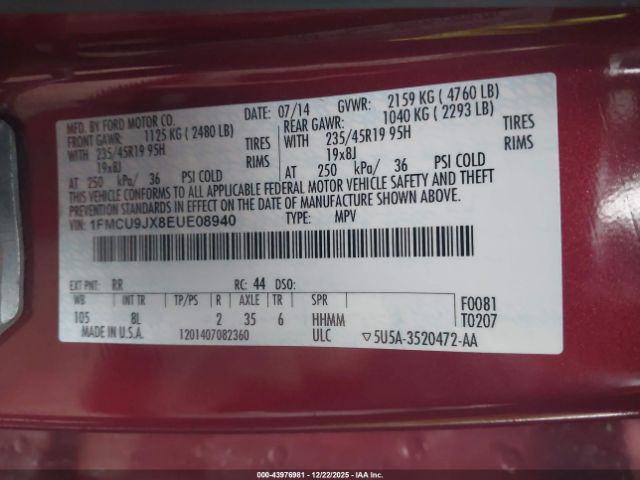 MFD. BY FORD MOTOR CO.
DATE: 07/14 GVWR: 2159 KG ( 4760 LB)
FRONT GAWR: 1125 KG ( 2480 LB)
REAR GAWR: 1040 KG ( 2293 LB)
WITH 235/45R19 95H TIRES
WITH 235/45R19 95H TIRES
19x8J RIMS
19x8J RIMS
AT 250 kPa/ 36 PSI COLD
AT 250 kPa/ 36 PSI COLD
THIS VEHICLE CONFORMS TO ALL APPLICABLE FEDERAL MOTOR VEHICLE SAFETY AND THEFT
PREVENTION STANDARDS IN EFFECT ON THE DATE OF MANUFACTURE SHOWN ABOVE.
VIN: 1FMCU9JX8EUE08940
TYPE: MPV
EXT PNT: RR RC: 44 DSO:
WB INT TR TP/PS R AXLE TR SPR
105 8L 2 35 6 HHMM
F0081
T0207
MADE IN U.S.A. 1201407082360 ULC ▽5U5A-3520472-AA
000-43976981 - 12/22/2025 - IAA, Inc.